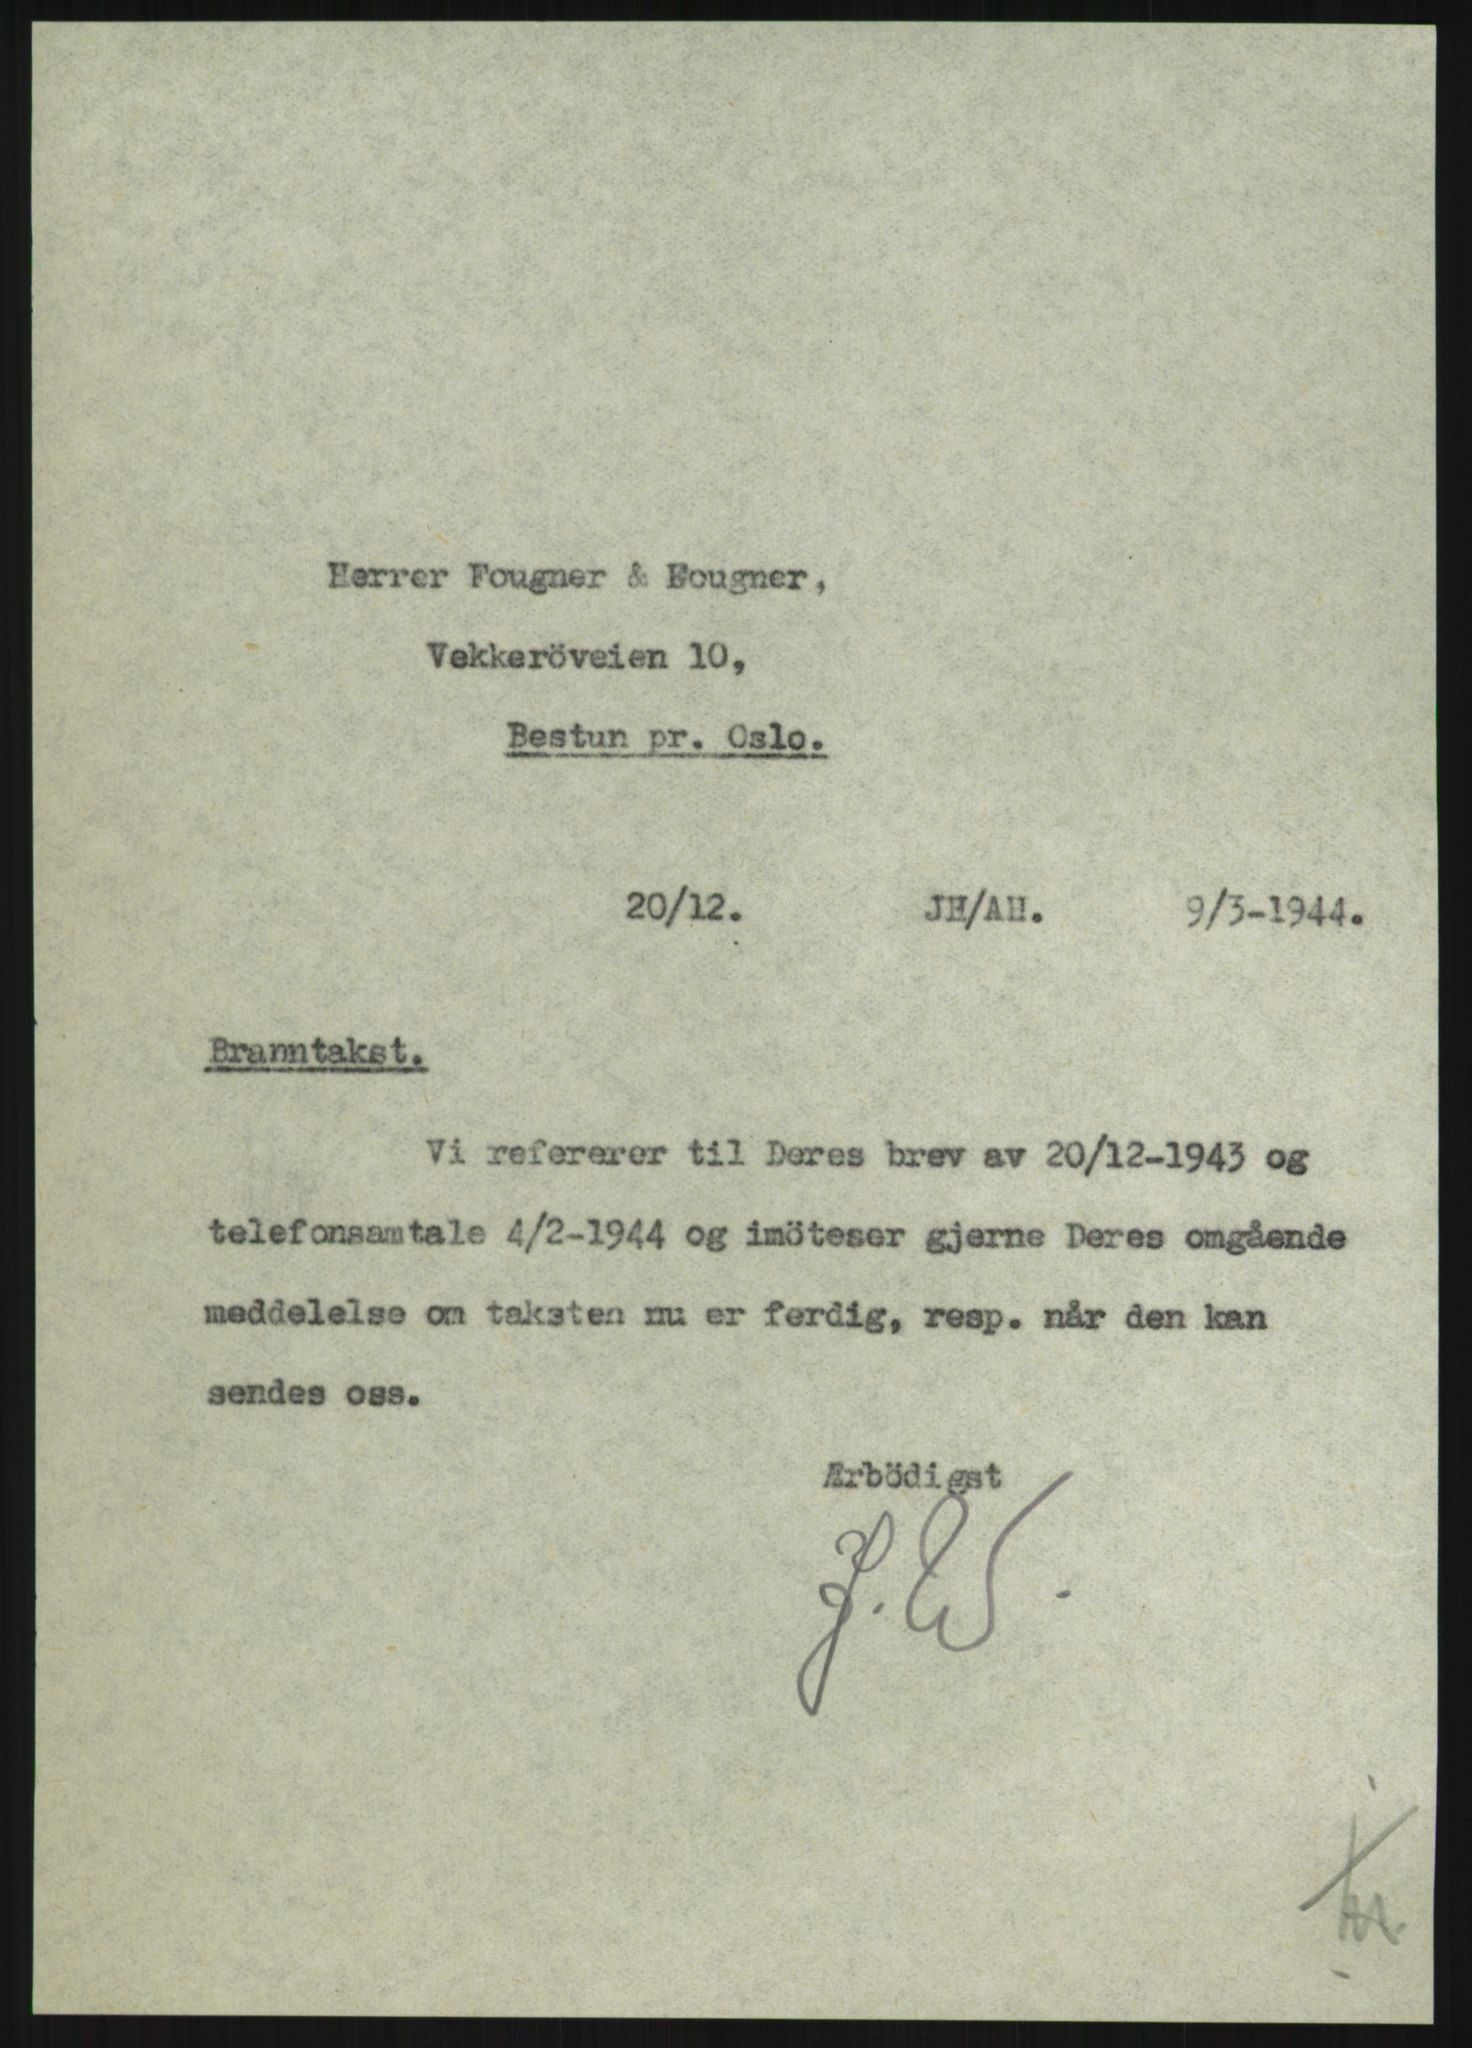 Herrer Fougner & Fougner,
Vekkeröveien 10,
Bestun pr. Oslo.
20/12. JH/AH. 9/3-1944.
Branntakst.
Vi refererer til Deres brev av 20/12-1943 og
telefonsamtale 4/2-1944 og imöteser gjerne Deres omgående
meddelelse om taksten nu er ferdig, resp. når den kan
sendes oss.
Ærbödigst